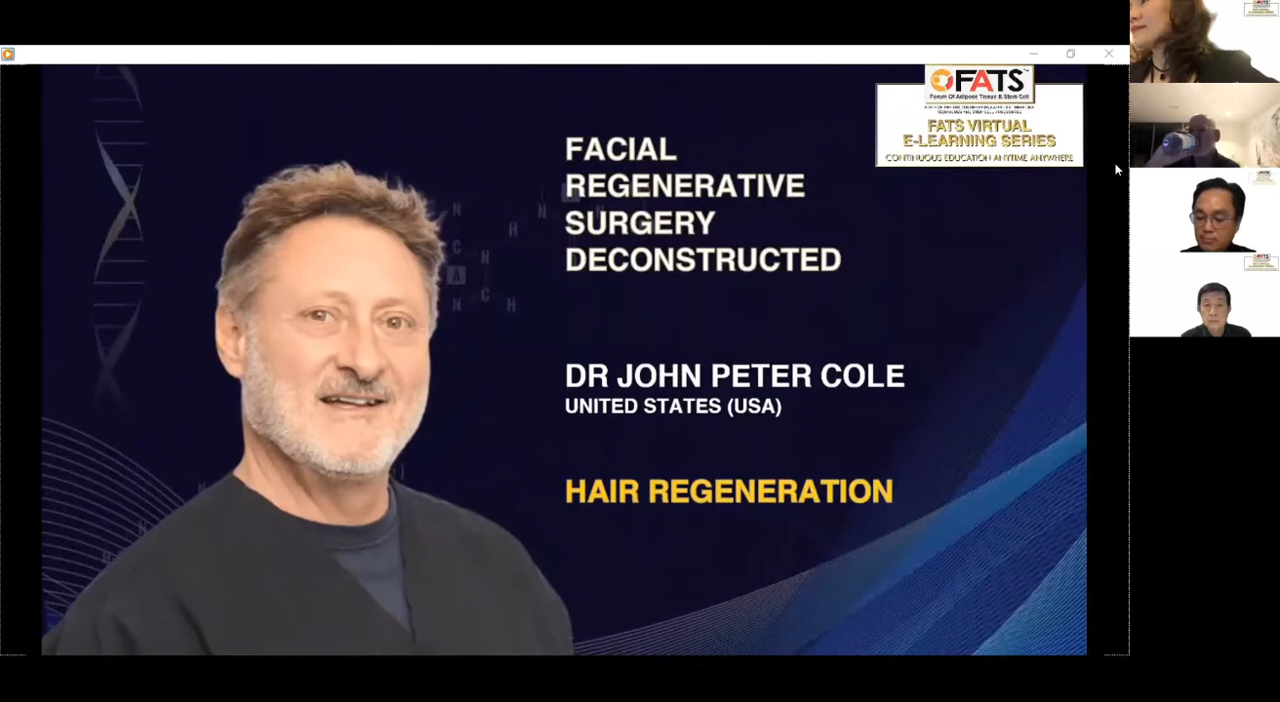 FATS
Forum Of Adipose Tissue & Stem Cell
FATS VIRTUAL
E-LEARNING SERIES
CONTINUOUS EDUCATION ANYTIME ANYWHERE
FACIAL
REGENERATIVE
SURGERY
DECONSTRUCTED
DR JOHN PETER COLE
UNITED STATES (USA)
HAIR REGENERATION